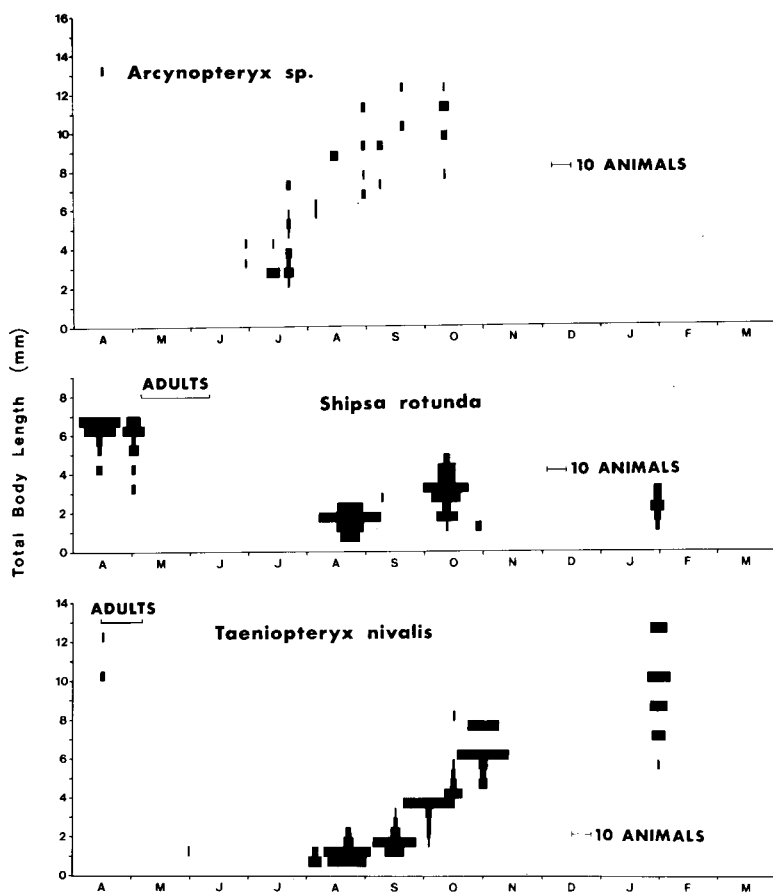 16
14
Arcynopteryx sp.
12
10
8
10 ANIMALS
6
4
2
0
A M J J A S O N D J F M
Total Body Length (mm)
ADULTS
8
Shipsa rotunda
6
4
10 ANIMALS
2
0
A M J J A S O N D J F M
14
ADULTS
Taeniopteryx nivalis
12
10
8
6
4
2
10 ANIMALS
0
A M J J A S O N D J F M